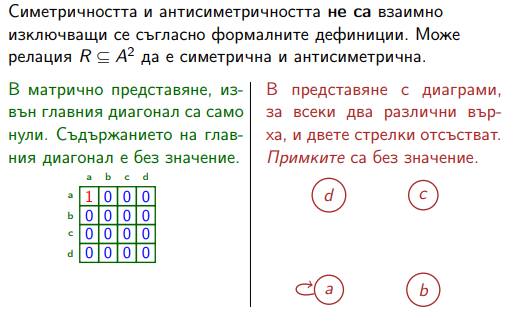 Симетричността и антисиметричността не са взаимно
изключващи се съгласно формалните дефиниции. Може
релация R ⊆ A² да е симетрична и антисиметрична.
В матрично представяне, из-
вън главния диагонал са само
нули. Съдържанието на глав-
ния диагонал е без значение.
a b c d
a 1 0 0 0
b 0 0 0 0
c 0 0 0 0
d 0 0 0 0
В представяне с диаграми,
за всеки два различни вър-
ха, и двете стрелки отсъстват.
Примките са без значение.
d c
a b